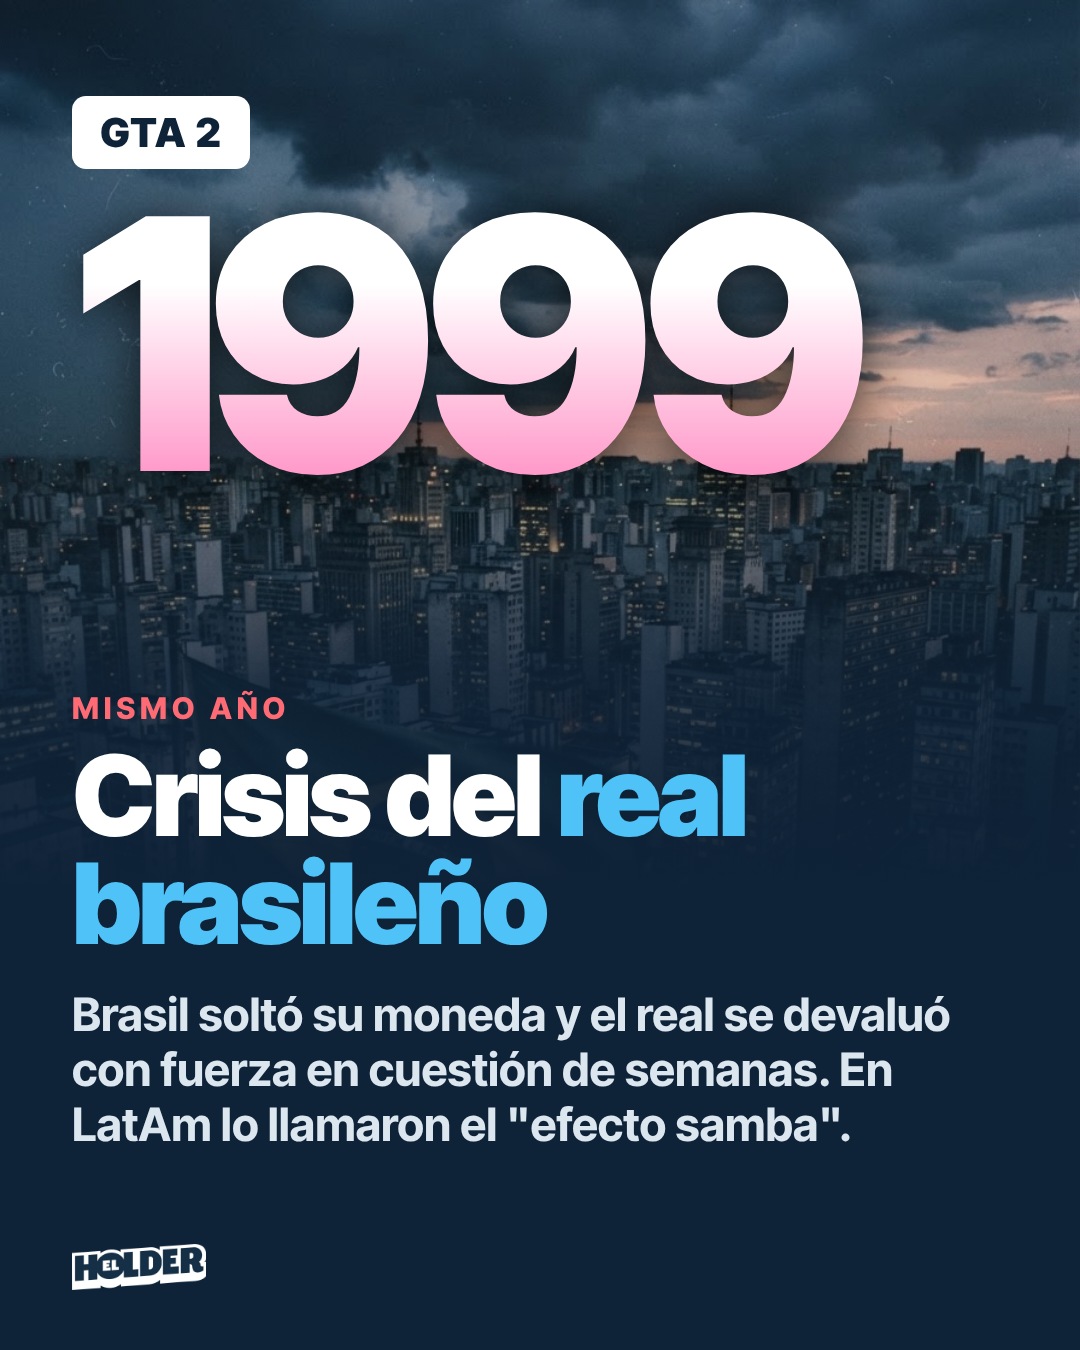 GTA 2
1999
MISMO AÑO
Crisis del real
brasileño
Brasil soltó su moneda y el real se devaluó
con fuerza en cuestión de semanas. En
LatAm lo llamaron el "efecto samba".
EL HOLDER